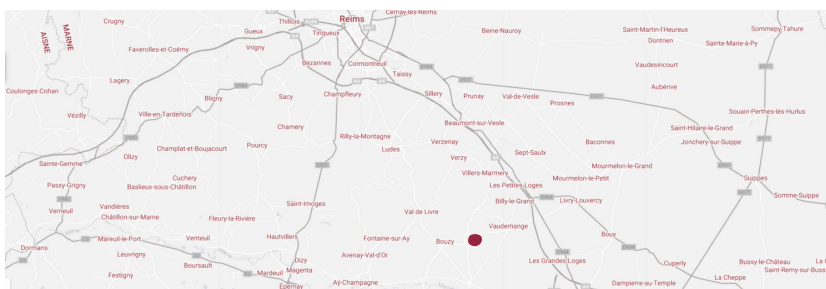 Cernay-lès-Reims
Crugny
Thillois
Reims
Gueux
Tingueux
Beine-Nauroy
Saint-Martin-l'Heureux
Sommepy-Tahure
MARNE
AISNE
Faverolles-et-Coëmy
Vrigny
Dontrien
Sainte-Marie-à-Py
Bezannes
Cormontreuil
Taissy
Vaudesincourt
Lagery
Coulonges-Cohan
Bligny
Sacy
Champfleury
Sillery
Prunay
Val-de-Vesle
Prosnes
Aubérive
Vézilly
Ville-en-Tardenois
Souain-Perthes-lès-Hurlus
Chamery
Beaumont-sur-Vesle
Saint-Hilaire-le-Grand
Rilly-la-Montagne
Verzenay
Baconnes
Jonchery-sur-Suippe
Champlat-et-Boujacourt
Pourcy
Ludes
Sept-Saulx
Sainte-Gemme
Olizy
Verzy
Mourmelon-le-Grand
Cuchery
Villers-Marmery
Mourmelon-le-Petit
Suippes
Passy-Grigny
Baslieux-sous-Châtillon
Les Petites-Loges
Somme-Suippe
Vandières
Saint-Imoges
Billy-le-Grand
Livry-Louvercy
Verneuil
Châtillon-sur-Marne
Fleury-la-Rivière
Val de Livre
Vaudemange
Mareuil-le-Port
Venteuil
Hautvillers
Fontaine-sur-Ay
Bouzy
Bouy
Dormans
Leuvrigny
Avenay-Val-d'Or
Dizy
Les Grandes-Loges
Cuperly
Bussy-le-Château
Boursault
Magenta
Mardeuil
Saint-Remy-sur-Buss
Festigny
Épernay
Aÿ-Champagne
Dampierre-au-Temple
La Cheppe